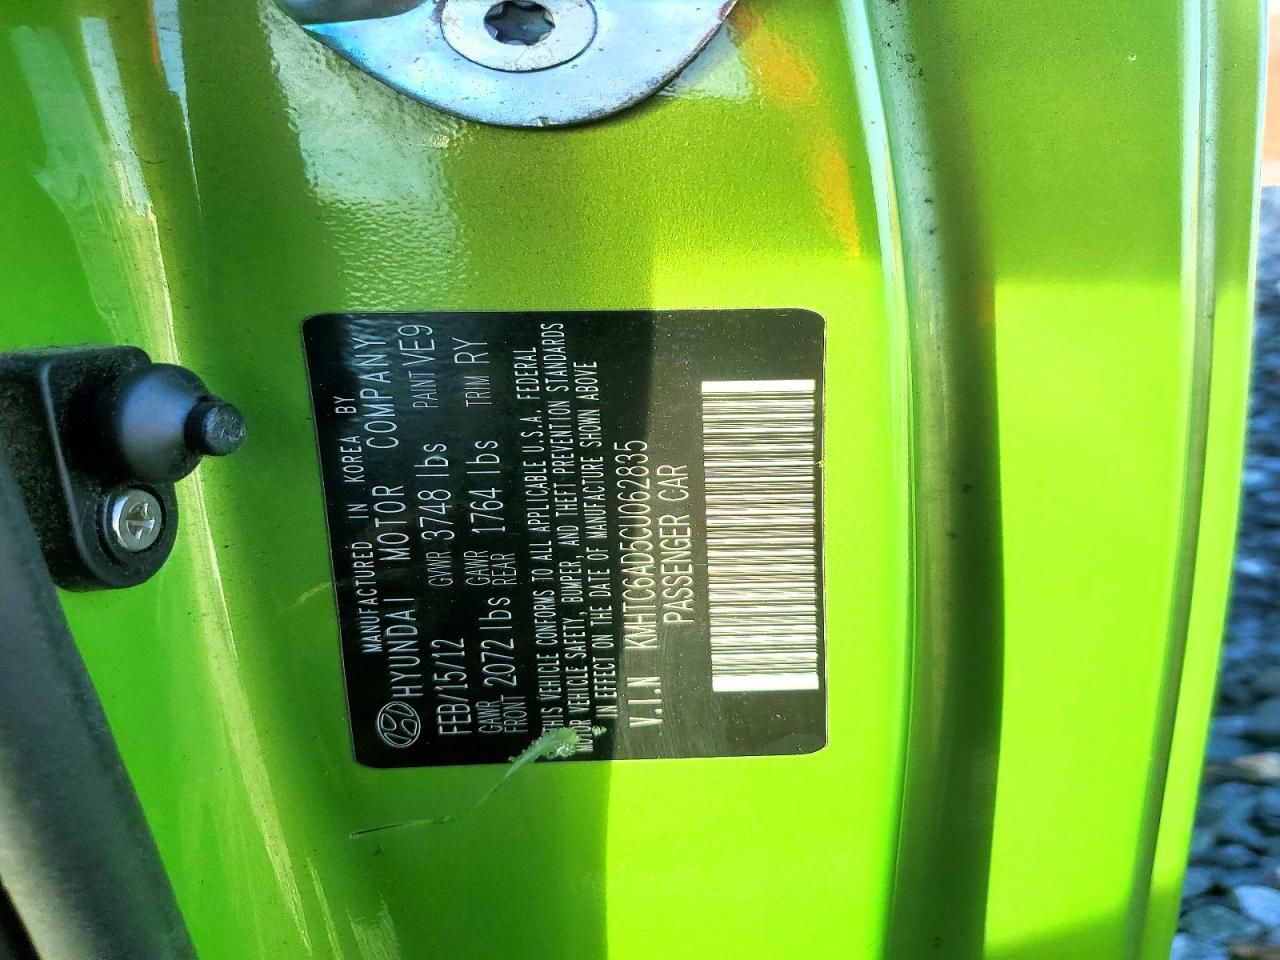 MANUFACTURED IN KOREA BY
HYUNDAI MOTOR COMPANY
FEB/15/12 GVWR 3748 lbs PAINT VE9
GAWR FRONT 2072 lbs GAWR REAR 1764 lbs TRIM RY
THIS VEHICLE CONFORMS TO ALL APPLICABLE U.S.A. FEDERAL
MOTOR VEHICLE SAFETY, BUMPER, AND THEFT PREVENTION STANDARDS
IN EFFECT ON THE DATE OF MANUFACTURE SHOWN ABOVE
V.I.N KMHTC6AD5CU062835
PASSENGER CAR